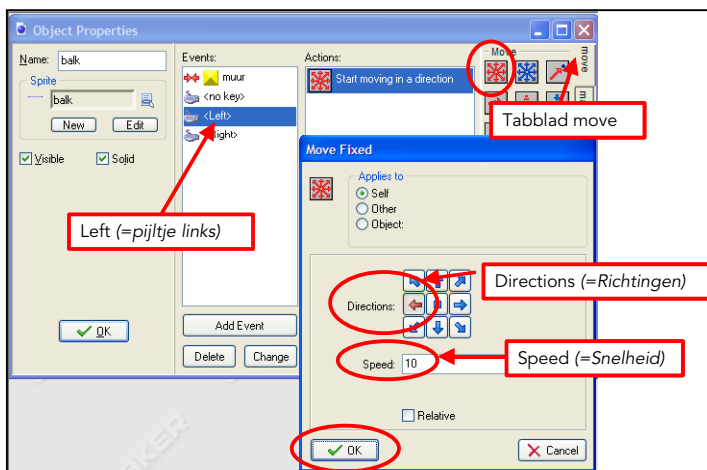 Object Properties
Name: balk
Sprite
balk
New Edit
Visible Solid
OK
Events:
muur
<no key>
<Left>
Right>
Add Event
Delete Change
Actions:
Start moving in a direction
Move
move
Tabblad move
Left (=pijltje links)
Move Fixed
Applies to
Self
Other
Object:
Directions:
Directions (=Richtingen)
Speed: 10
Speed (=Snelheid)
Relative
OK Cancel